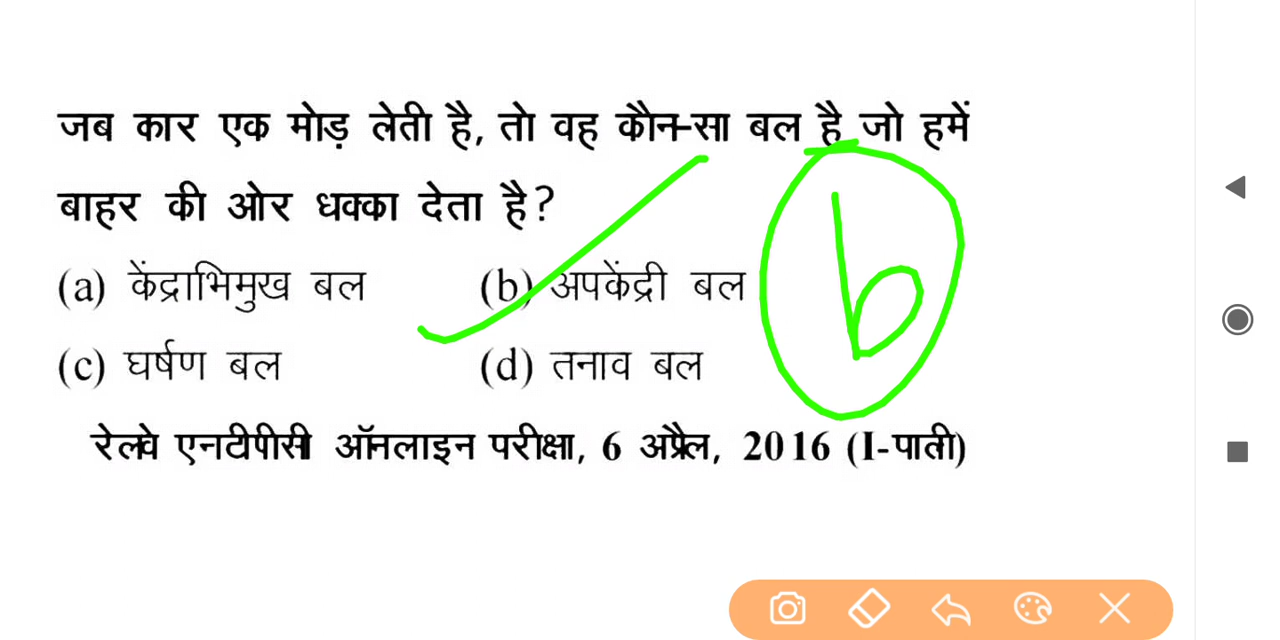 जब कार एक मोड़ लेती है, तो वह कौन-सा बल है जो हमें
बाहर की ओर धक्का देता है?
(a) केंद्राभिमुख बल (b) अपकेंद्री बल
(c) घर्षण बल (d) तनाव बल
b
रेलवे एनटीपीसी ऑनलाइन परीक्षा, 6 अप्रैल, 2016 (I-पाली)